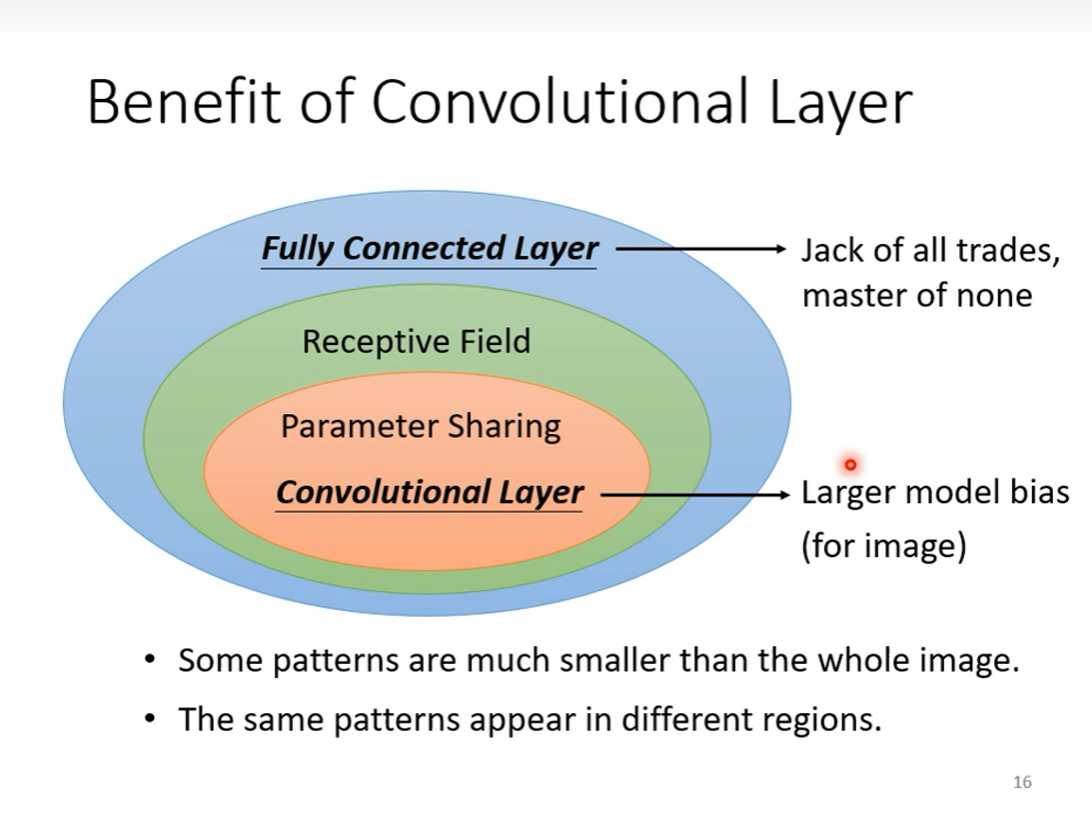 Benefit of Convolutional Layer
Fully Connected Layer
Jack of all trades,
master of none
Receptive Field
Parameter Sharing
Convolutional Layer
Larger model bias
(for image)
• Some patterns are much smaller than the whole image.
• The same patterns appear in different regions.
16